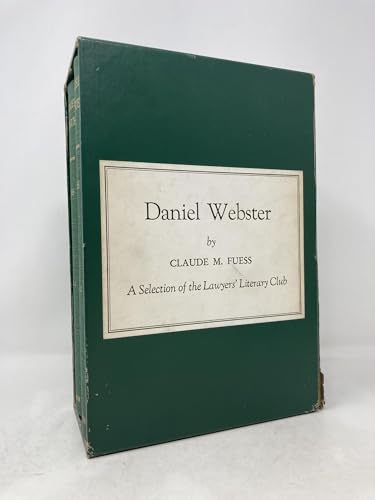 Daniel Webster
by
CLAUDE M. FUESS
A Selection of the Lawyers' Literary Club